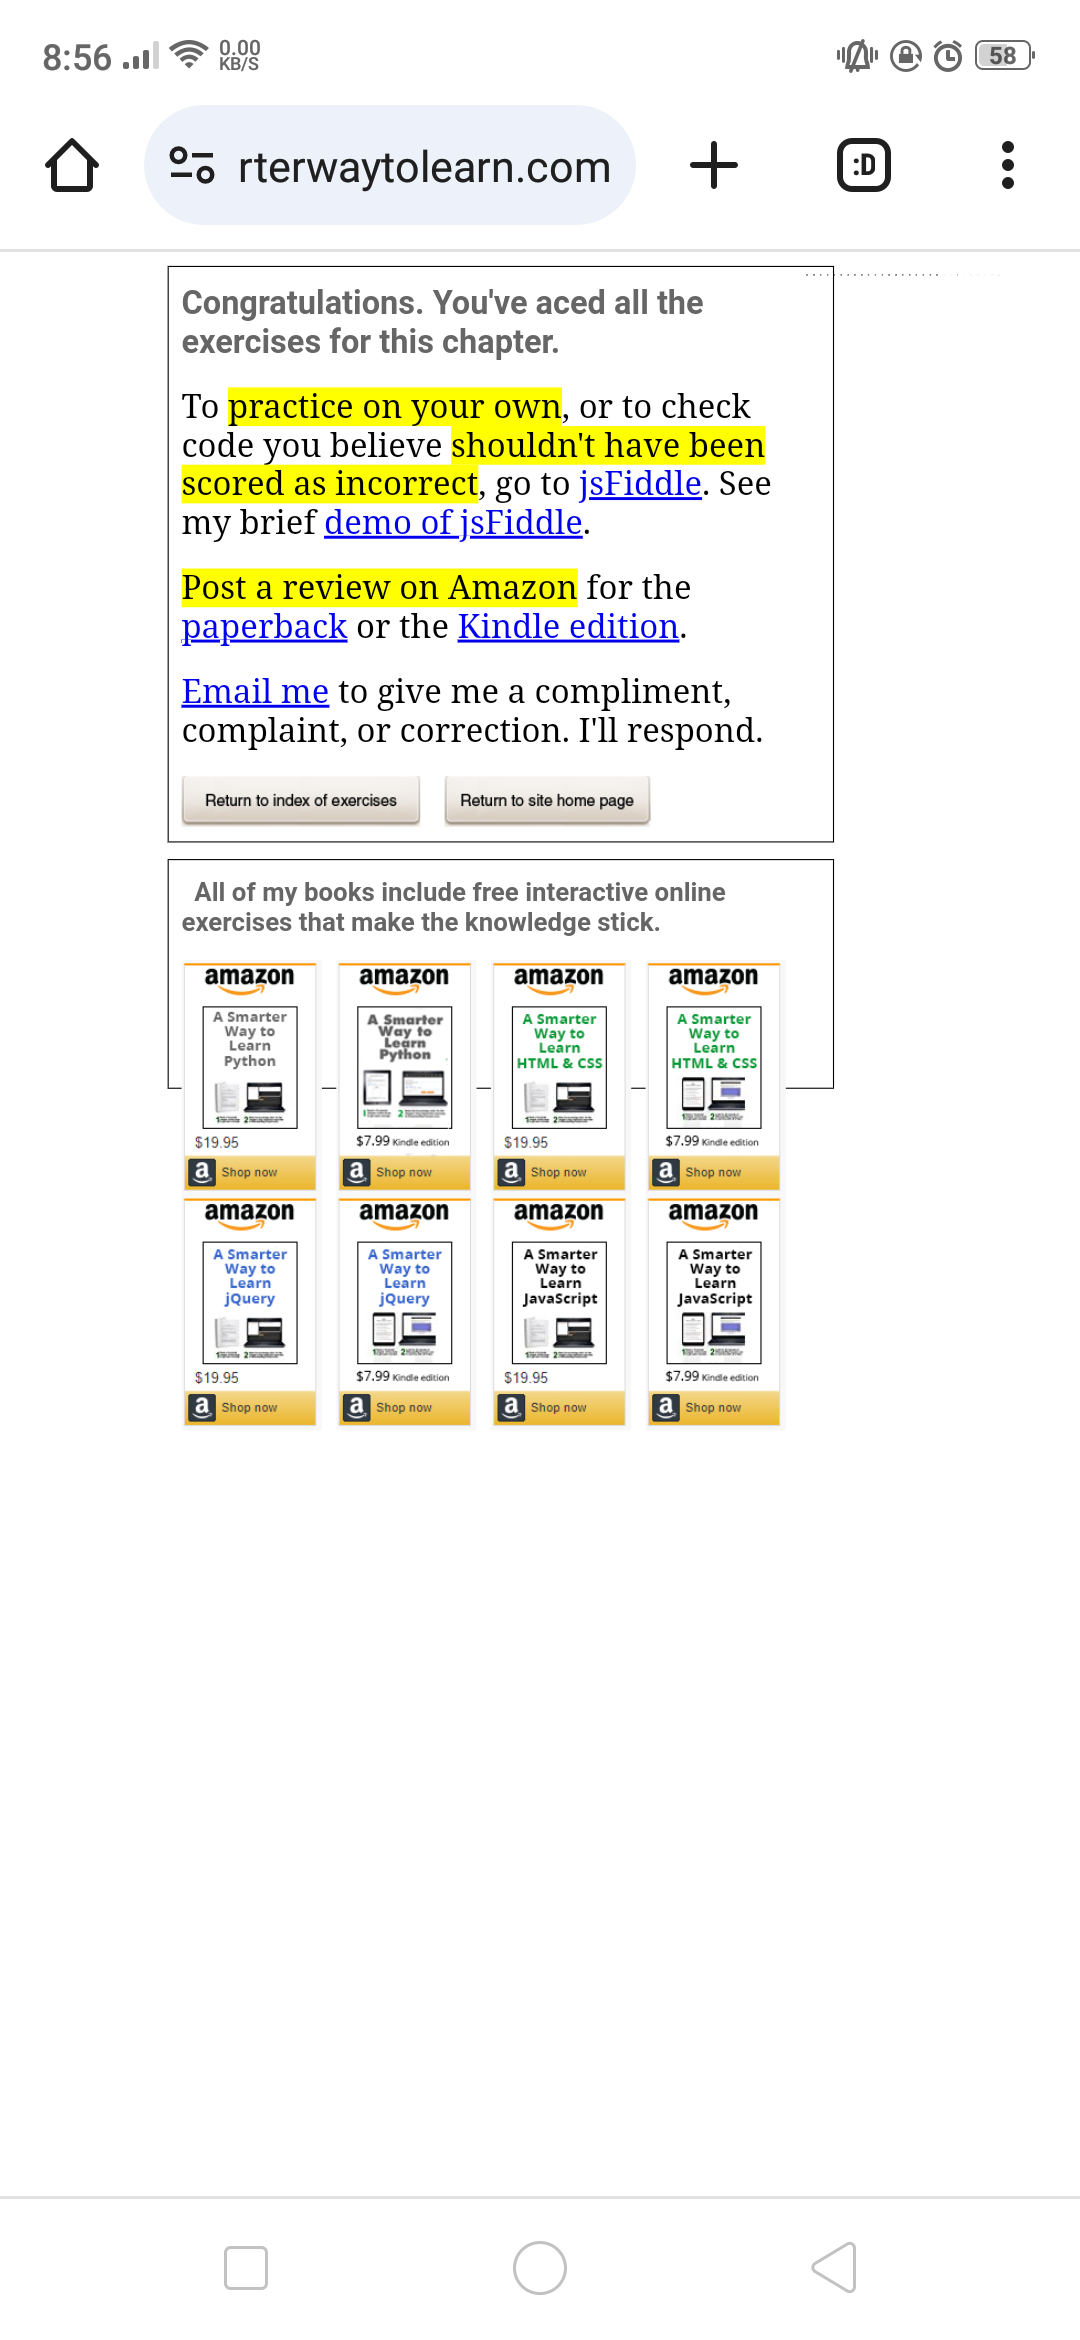 8:56
0.00
KB/S
58
rterwaytolearn.com
:D
Congratulations. You've aced all the
exercises for this chapter.
To practice on your own, or to check
code you believe shouldn't have been
scored as incorrect, go to jsFiddle. See
my brief demo of jsFiddle.
Post a review on Amazon for the
paperback or the Kindle edition.
Email me to give me a compliment,
complaint, or correction. I'll respond.
Return to index of exercises Return to site home page
All of my books include free interactive online
exercises that make the knowledge stick.
amazon amazon amazon amazon
A Smarter A Smarter A Smarter A Smarter
Way to Way to Way to Way to
Learn Learn Learn Learn
Python Python HTML & CSS HTML & CSS
$19.95 $7.99 Kindle edition $19.95 $7.99 Kindle edition
a Shop now a Shop now a Shop now a Shop now
amazon amazon amazon amazon
A Smarter A Smarter A Smarter A Smarter
Way to Way to Way to Way to
Learn Learn Learn Learn
jQuery jQuery JavaScript JavaScript
$19.95 $7.99 Kindle edition $19.95 $7.99 Kindle edition
a Shop now a Shop now a Shop now a Shop now